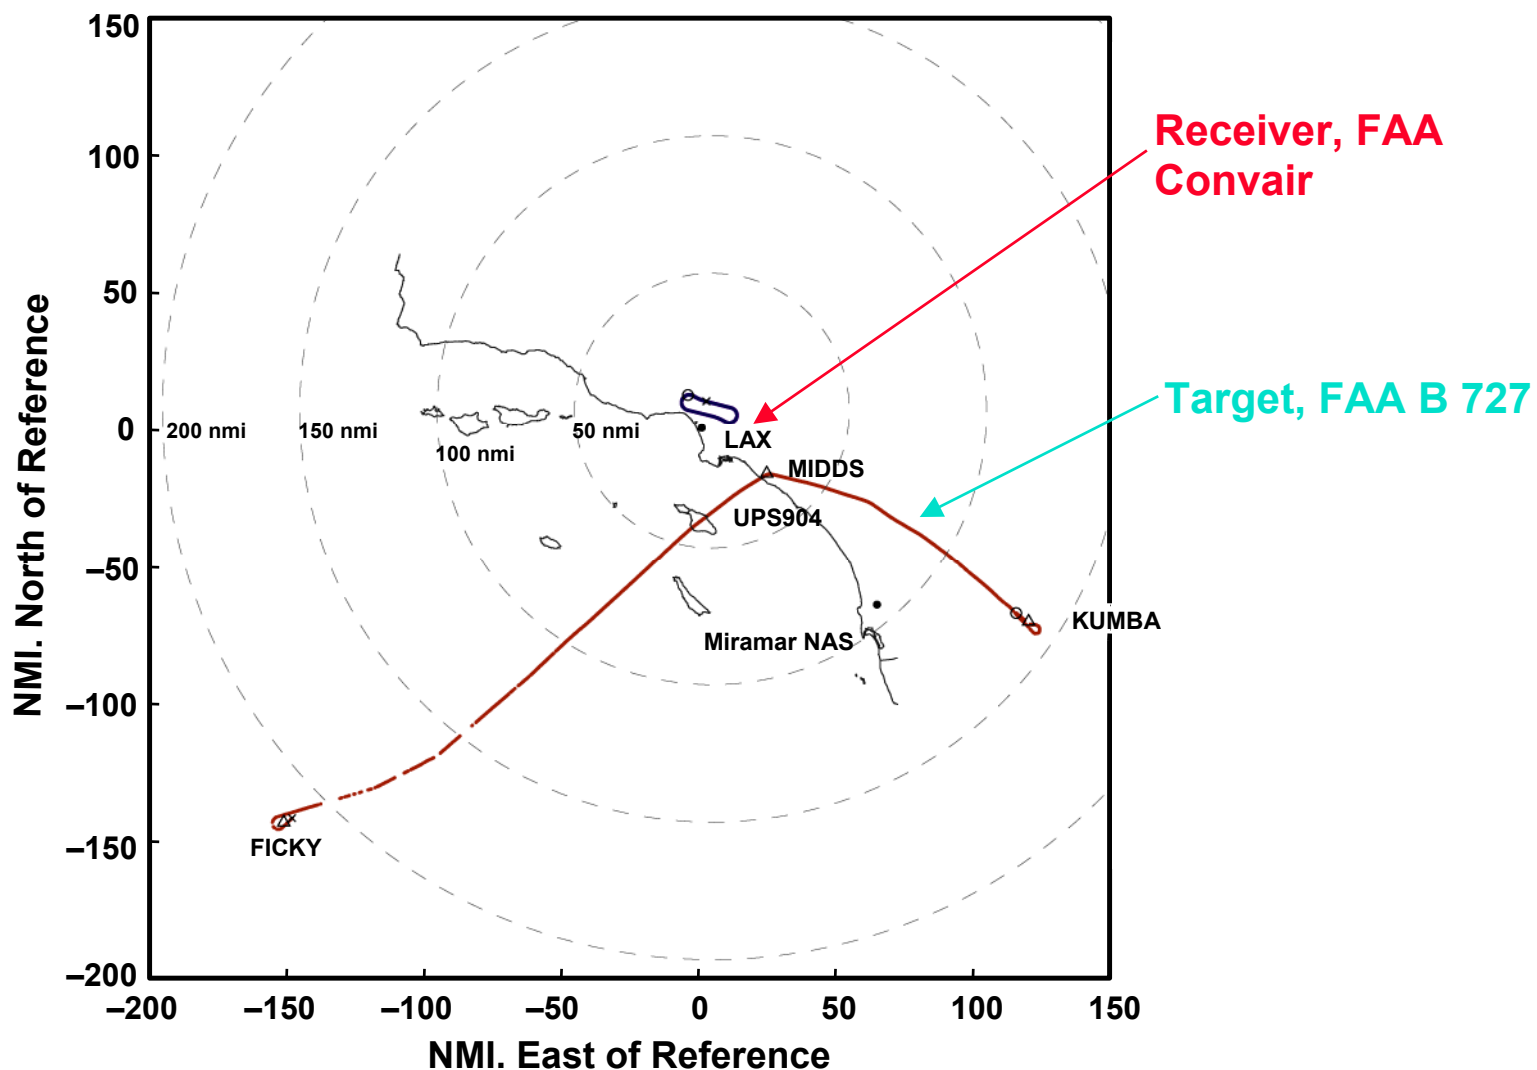 150
100
50
0
–50
–100
–150
–200
NMI. North of Reference
Receiver, FAA
Convair
Target, FAA B 727
200 nmi
150 nmi
100 nmi
50 nmi
LAX
MIDDS
UPS904
Miramar NAS
KUMBA
FICKY
–200
–150
–100
–50
0
50
100
150
NMI. East of Reference